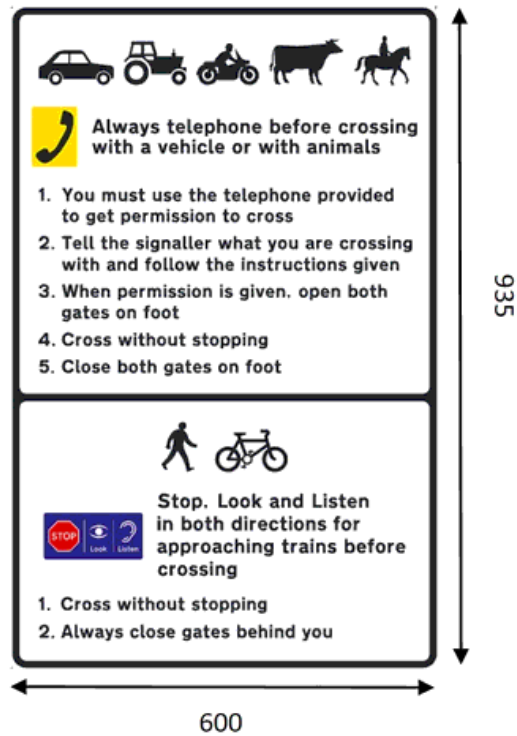 Always telephone before crossing
with a vehicle or with animals
1. You must use the telephone provided
to get permission to cross
2. Tell the signaller what you are crossing
with and follow the instructions given
3. When permission is given. open both
gates on foot
4. Cross without stopping
5. Close both gates on foot
935
Stop. Look and Listen
in both directions for
approaching trains before
crossing
STOP Look Listen
1. Cross without stopping
2. Always close gates behind you
600